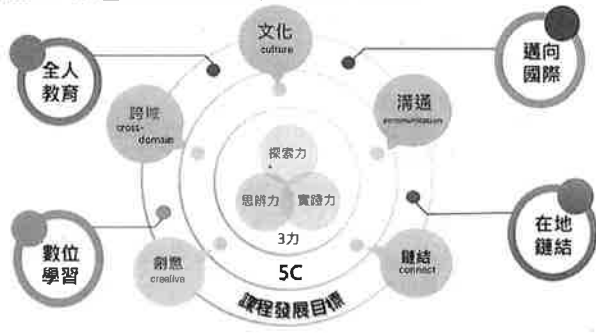 文化
culture
全人
教育
邁向
國際
跨域
cross-
domain
溝通
communication
探索力
思辨力
實踐力
3力
5C
課程發展目標
數位
學習
創意
creative
鏈結
connect
在地
鏈結